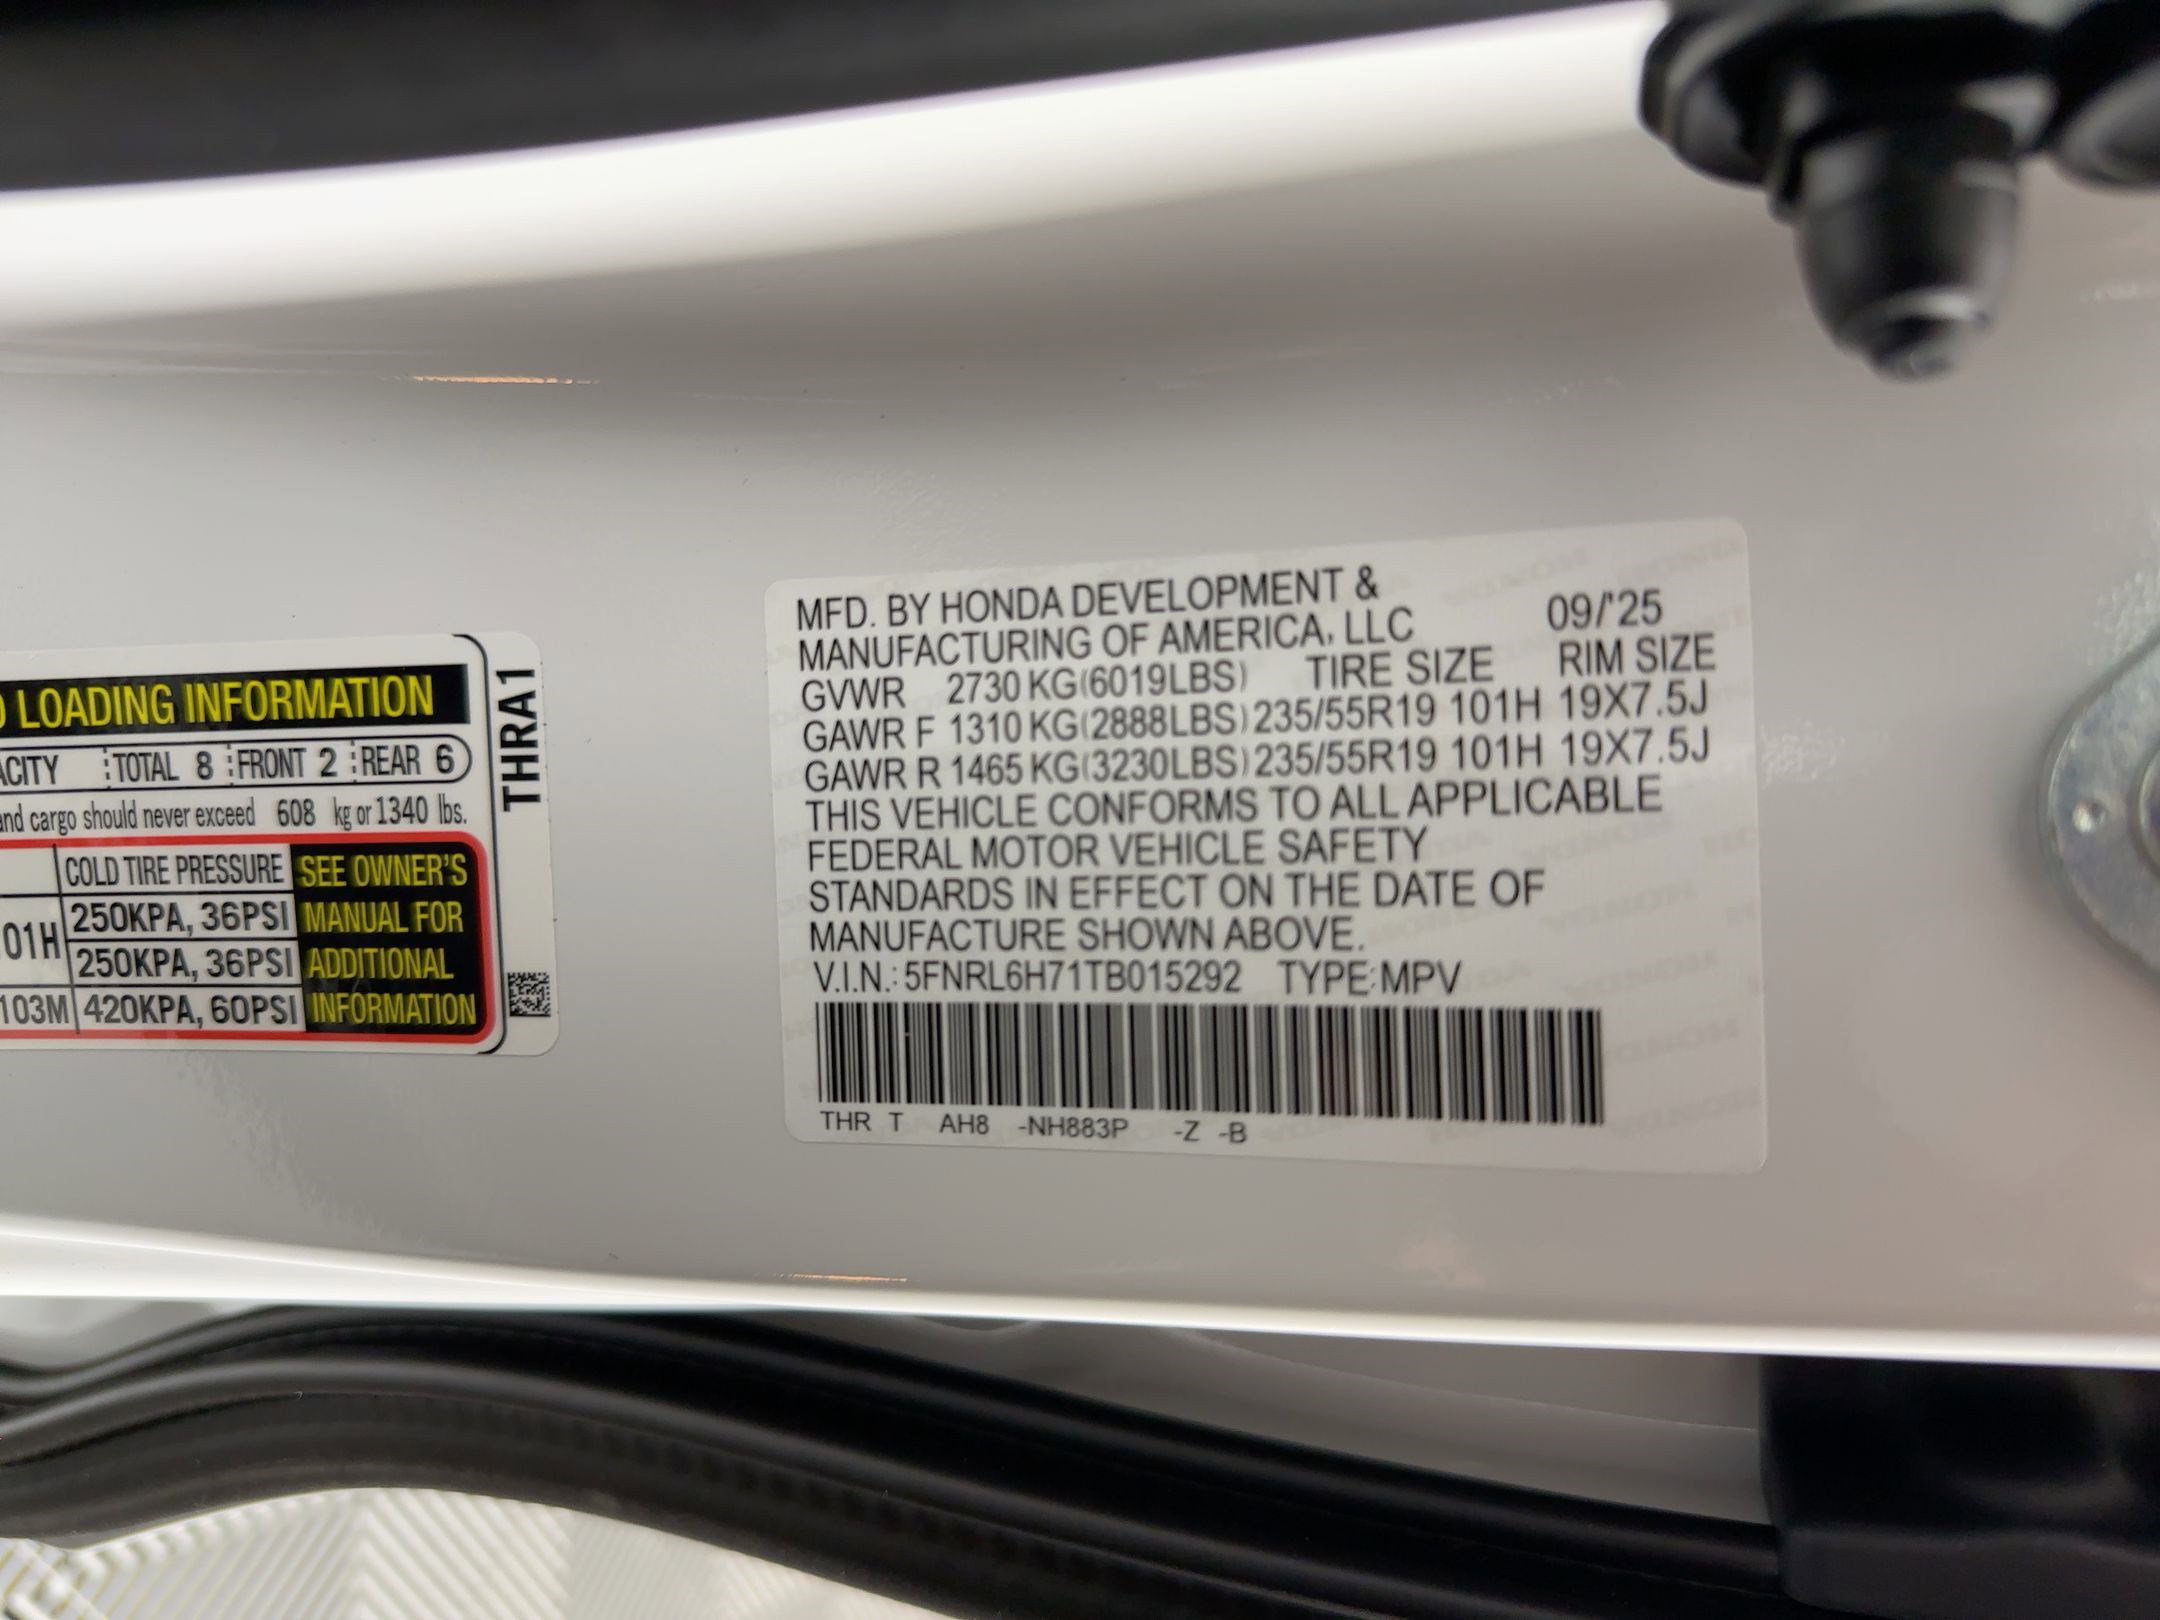 LOADING INFORMATION
ACITY TOTAL 8 FRONT 2 REAR 6
and cargo should never exceed 608 kg or 1340 lbs.
COLD TIRE PRESSURE SEE OWNER'S
01H 250KPA, 36PSI MANUAL FOR
250KPA, 36PSI ADDITIONAL
103M 420KPA, 60PSI INFORMATION
THRA1
MFD. BY HONDA DEVELOPMENT &
MANUFACTURING OF AMERICA, LLC 09/'25
GVWR 2730 KG(6019LBS) TIRE SIZE RIM SIZE
GAWR F 1310 KG(2888LBS) 235/55R19 101H 19X7.5J
GAWR R 1465 KG(3230LBS) 235/55R19 101H 19X7.5J
THIS VEHICLE CONFORMS TO ALL APPLICABLE
FEDERAL MOTOR VEHICLE SAFETY
STANDARDS IN EFFECT ON THE DATE OF
MANUFACTURE SHOWN ABOVE.
V.I.N.: 5FNRL6H71TB015292 TYPE:MPV
THR T AH8 -NH883P -Z -B